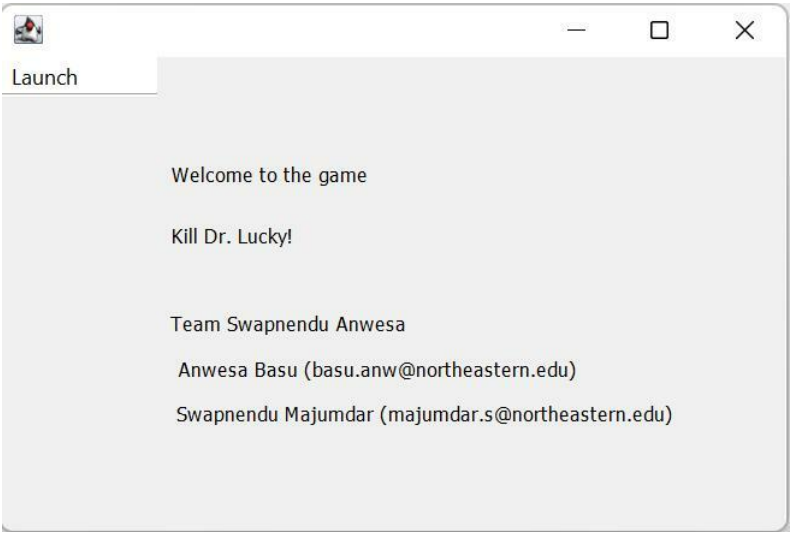 Launch
Welcome to the game
Kill Dr. Lucky!
Team Swapnendu Anwesa
Anwesa Basu (basu.anw@northeastern.edu)
Swapnendu Majumdar (majumdar.s@northeastern.edu)